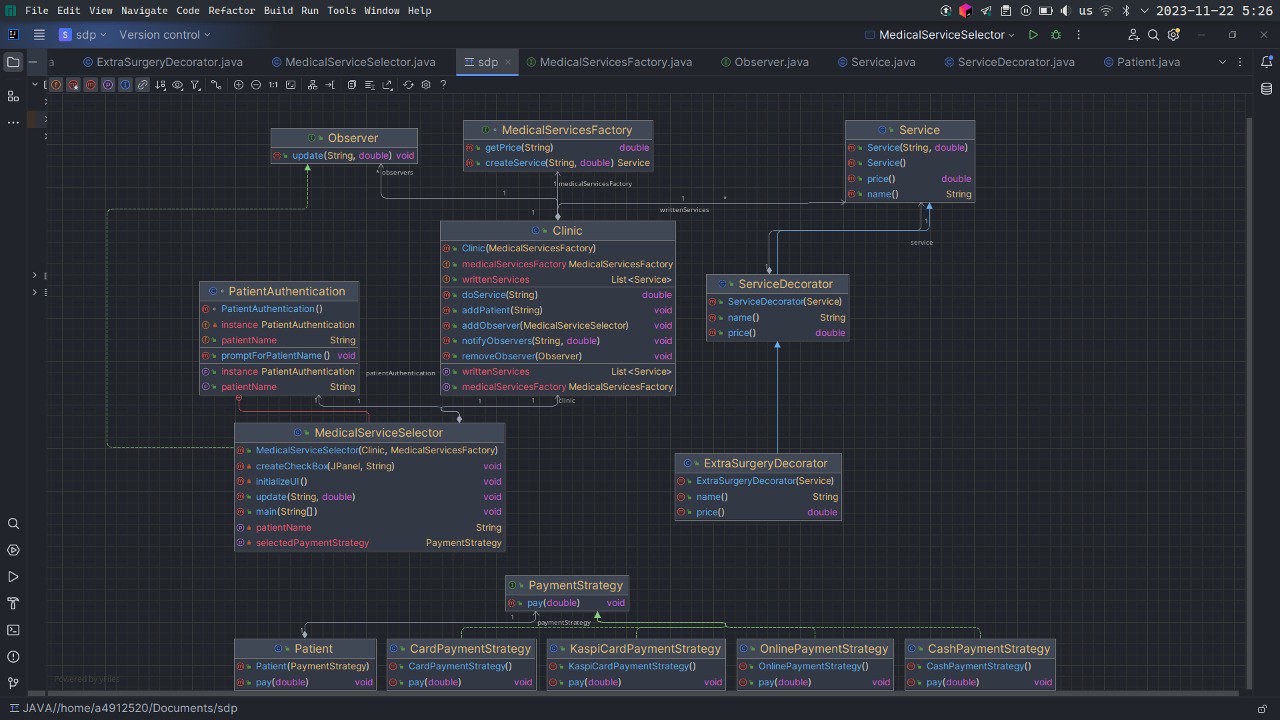 File Edit View Navigate Code Refactor Build Run Tools Window Help us 2023-11-22 5:26
sdp Version control MedicalServiceSelector
a ExtraSurgeryDecorator.java MedicalServiceSelector.java sdp MedicalServicesFactory.java Observer.java Service.java ServiceDecorator.java Patient.java
1:1 ?
Observer
update(String, double) void
* observers
1
MedicalServicesFactory
getPrice(String) double
createService(String, double) Service
1 medicalServicesFactory
1
Service
Service(String, double)
Service()
price() double
name() String
1 *
writtenServices
1
service
Clinic
Clinic(MedicalServicesFactory)
medicalServicesFactory MedicalServicesFactory
writtenServices List<Service>
doService(String) double
addPatient(String) void
addObserver(MedicalServiceSelector) void
notifyObservers(String, double) void
removeObserver(Observer) void
writtenServices List<Service>
medicalServicesFactory MedicalServicesFactory
1
ServiceDecorator
ServiceDecorator(Service)
name() String
price() double
PatientAuthentication
PatientAuthentication()
instance PatientAuthentication
patientName String
promptForPatientName() void
instance PatientAuthentication
patientName String
patientAuthentication
1 1 1 1 clinic
MedicalServiceSelector
MedicalServiceSelector(Clinic, MedicalServicesFactory)
createCheckBox(JPanel, String) void
initializeUI() void
update(String, double) void
main(String[]) void
patientName String
selectedPaymentStrategy PaymentStrategy
ExtraSurgeryDecorator
ExtraSurgeryDecorator(Service)
name() String
price() double
PaymentStrategy
pay(double) void
1 paymentStrategy
1
Patient
Patient(PaymentStrategy)
pay(double) void
CardPaymentStrategy
CardPaymentStrategy()
pay(double) void
KaspiCardPaymentStrategy
KaspiCardPaymentStrategy()
pay(double) void
OnlinePaymentStrategy
OnlinePaymentStrategy()
pay(double) void
CashPaymentStrategy
CashPaymentStrategy()
pay(double) void
Powered by yFiles
JAVA//home/a4912520/Documents/sdp